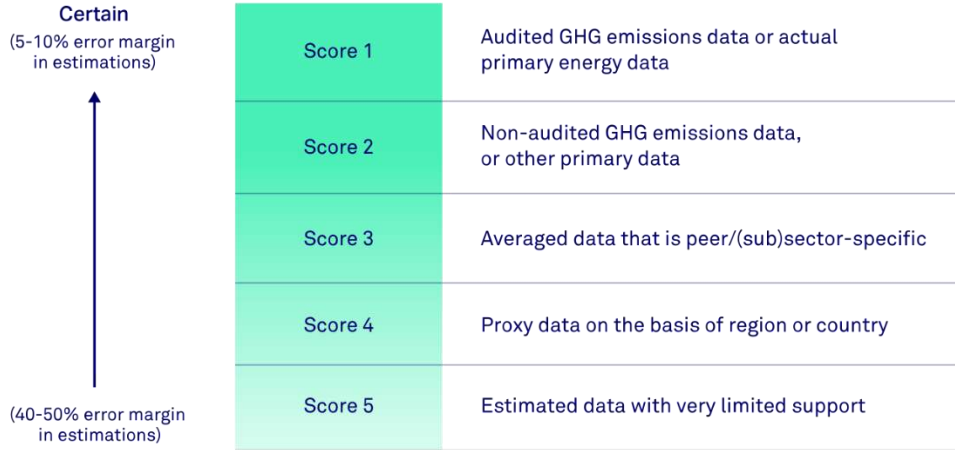 Certain
(5-10% error margin
in estimations)
Score 1
Audited GHG emissions data or actual
primary energy data
Score 2
Non-audited GHG emissions data,
or other primary data
Score 3
Averaged data that is peer/(sub)sector-specific
Score 4
Proxy data on the basis of region or country
(40-50% error margin
in estimations)
Score 5
Estimated data with very limited support